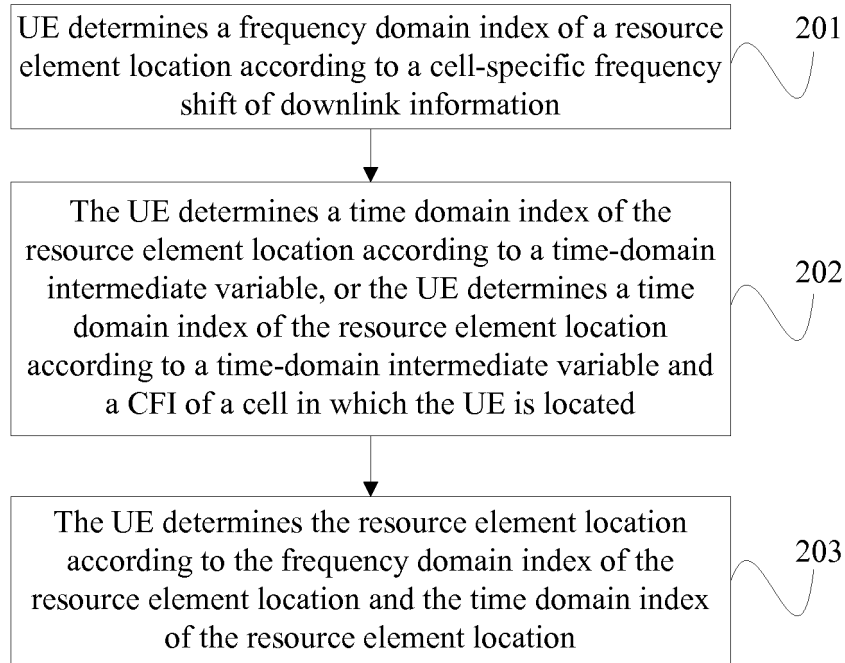 UE determines a frequency domain index of a resource
element location according to a cell-specific frequency
shift of downlink information
201
The UE determines a time domain index of the
resource element location according to a time-domain
intermediate variable, or the UE determines a time
domain index of the resource element location
according to a time-domain intermediate variable and
a CFI of a cell in which the UE is located
202
The UE determines the resource element location
according to the frequency domain index of the
resource element location and the time domain index
of the resource element location
203